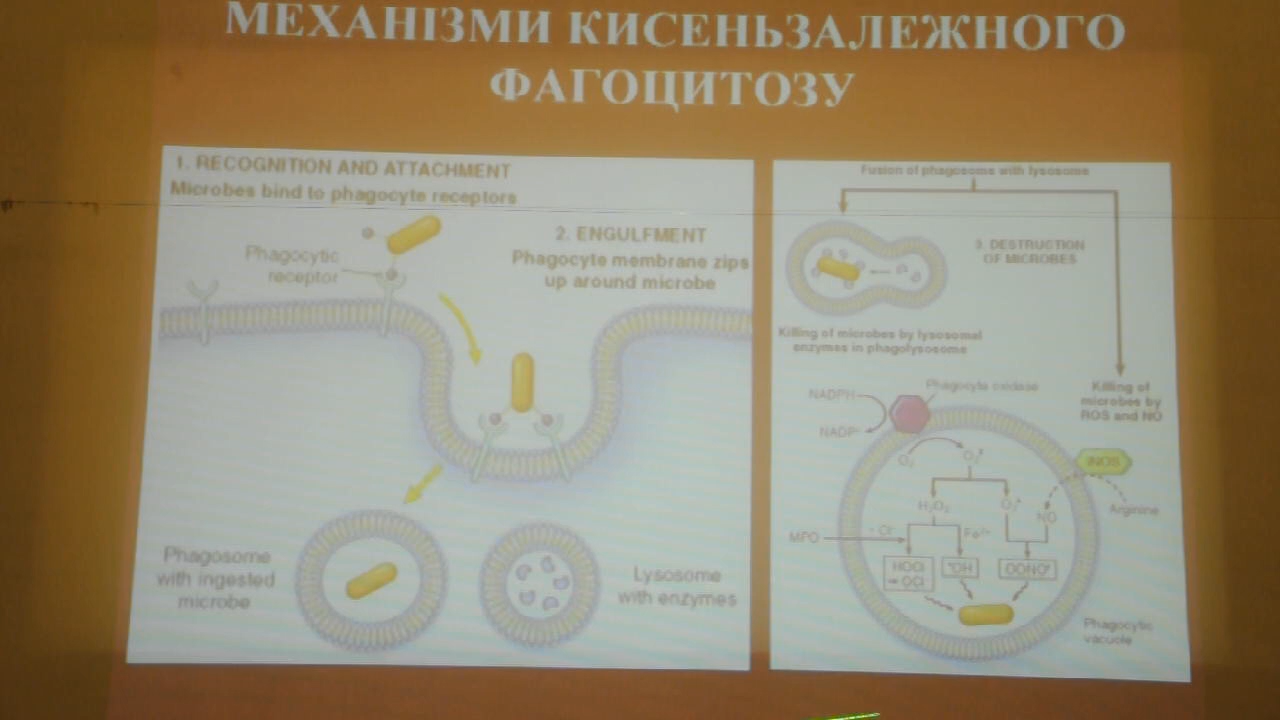 МЕХАНІЗМИ КИСЕНЬЗАЛЕЖНОГО
ФАГОЦИТОЗУ
1. RECOGNITION AND ATTACHMENT
Microbes bind to phagocyte receptors
Phagocytic
receptor
2. ENGULFMENT
Phagocyte membrane zips
up around microbe
Phagosome
with ingested
microbe
Lysosome
with enzymes
Fusion of phagosome with lysosome
3. DESTRUCTION
OF MICROBES
Killing of microbes by lysosomal
enzymes in phagolysosome
Killing of
microbes by
ROS and NO
Phagocyte oxidase
NADPH
NADP⁺
O₂
iNOS
H₂O₂
NO
Arginine
MPO
Cl⁻
Fe²⁺
HOCl
OCl
•OH
OONO•
Phagocytic
vacuole